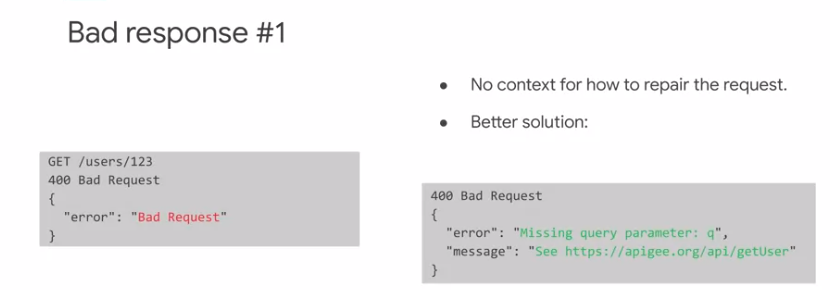 Bad response #1
GET /users/123
400 Bad Request
{
"error": "Bad Request"
}
● No context for how to repair the request.
● Better solution:
400 Bad Request
{
"error": "Missing query parameter: q",
"message": "See https://apigee.org/api/getUser"
}